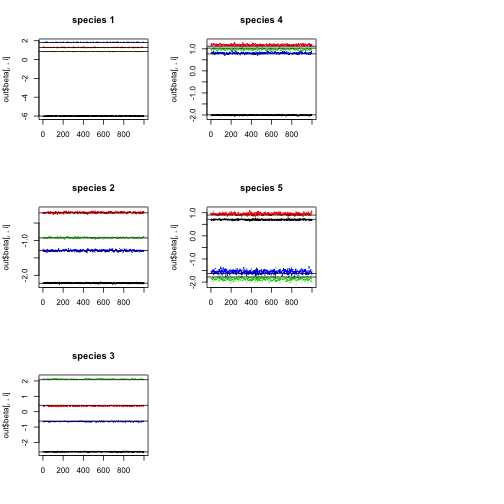 species 1
out$beta[, , i]
2
0
-2
-4
-6
0 200 400 600 800
species 4
out$beta[, , i]
1.0
0.0
-1.0
-2.0
0 200 400 600 800
species 2
out$beta[, , i]
-1.0
-2.0
0 200 400 600 800
species 5
out$beta[, , i]
1.0
0.0
-1.0
-2.0
0 200 400 600 800
species 3
out$beta[, , i]
2
1
0
-2
0 200 400 600 800